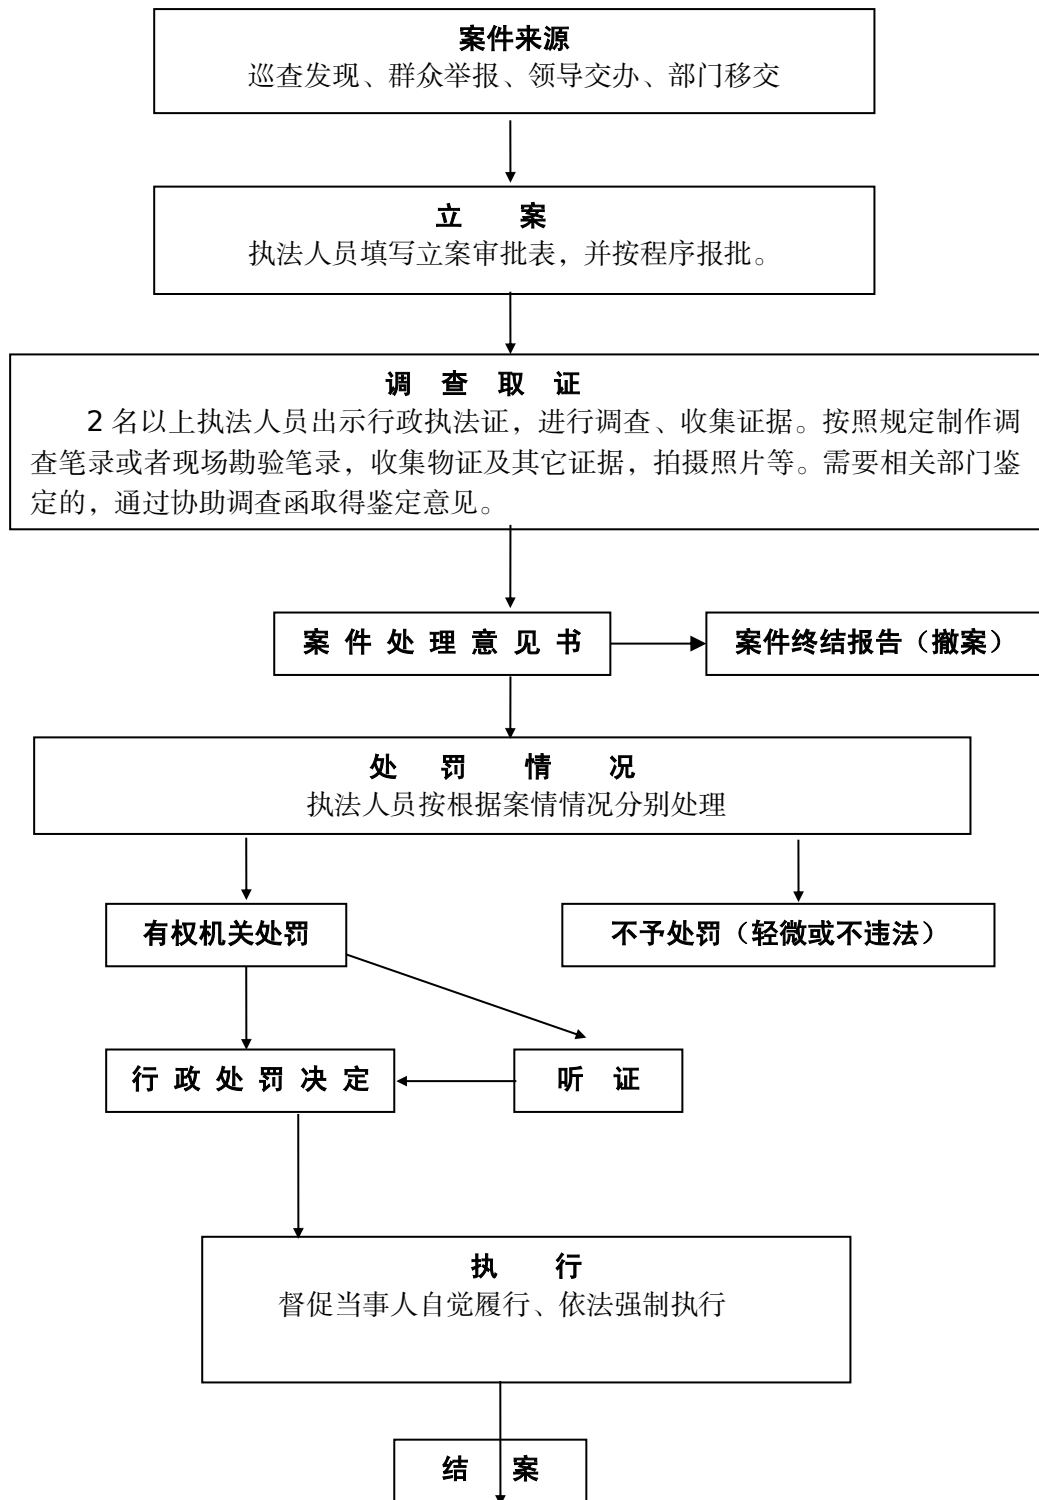 案件来源
巡查发现、群众举报、领导交办、部门移交
立 案
执法人员填写立案审批表，并按程序报批。
调 查 取 证
2 名以上执法人员出示行政执法证，进行调查、收集证据。按照规定制作调
查笔录或者现场勘验笔录，收集物证及其它证据，拍摄照片等。需要相关部门鉴
定的，通过协助调查函取得鉴定意见。
案 件 处 理 意 见 书
案件终结报告（撤案）
处 罚 情 况
执法人员按根据案情情况分别处理
有权机关处罚
不予处罚（轻微或不违法）
行 政 处 罚 决 定
听 证
执 行
督促当事人自觉履行、依法强制执行
结 案